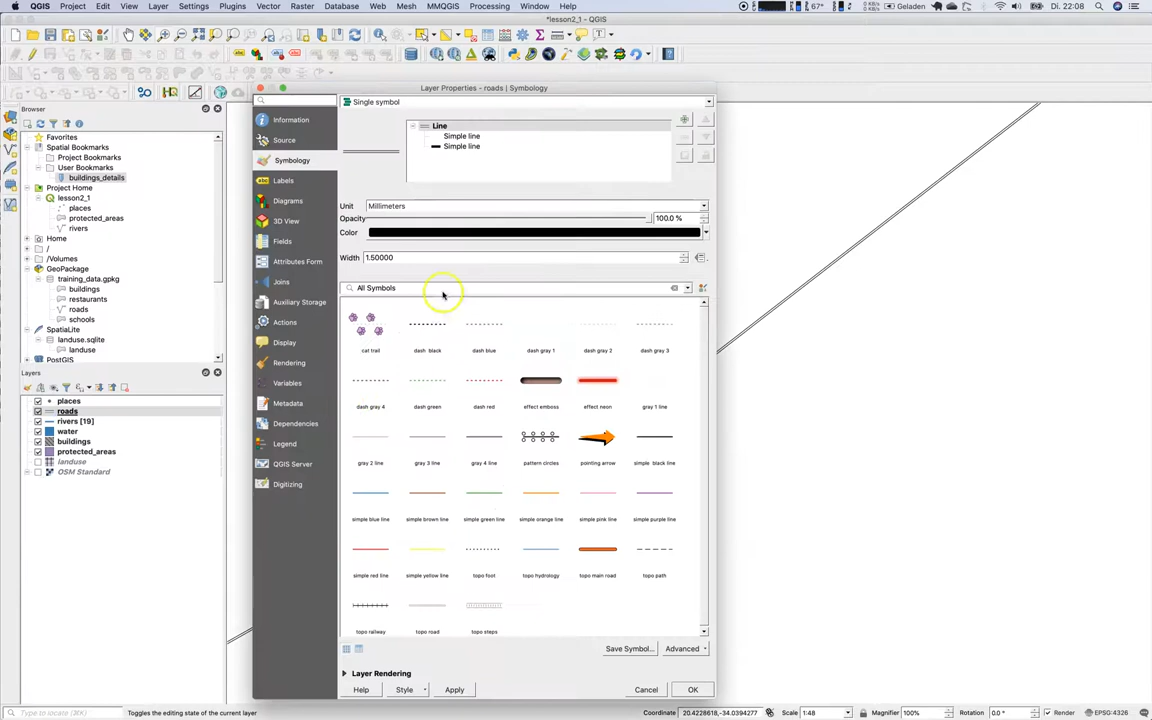 QGIS Project Edit View Layer Settings Plugins Vector Raster Database Web Mesh MMQGIS Processing Window Help 67° Geladen Di. 22:08
*lesson2_1 - QGIS
Browser
Favorites
Spatial Bookmarks
Project Bookmarks
User Bookmarks
buildings_details
Project Home
lesson2_1
places
protected_areas
rivers
Home
/
/Volumes
GeoPackage
training_data.gpkg
buildings
restaurants
roads
schools
SpatiaLite
landuse.sqlite
landuse
PostGIS
Layers
places
roads
rivers [19]
water
buildings
protected_areas
landuse
OSM Standard
Layer Properties - roads | Symbology
Information
Source
Symbology
Labels
Diagrams
3D View
Fields
Attributes Form
Joins
Auxiliary Storage
Actions
Display
Rendering
Variables
Metadata
Dependencies
Legend
QGIS Server
Digitizing
Single symbol
Line
Simple line
Simple line
Unit Millimeters
Opacity 100.0 %
Color
Width 1.50000
All Symbols
cat trail dash black dash blue dash gray 1 dash gray 2 dash gray 3
dash gray 4 dash green dash red effect emboss effect neon gray 1 line
gray 2 line gray 3 line gray 4 line pattern circles pointing arrow simple black line
simple blue line simple brown line simple green line simple orange line simple pink line simple purple line
simple red line simple yellow line topo foot topo hydrology topo main road topo path
topo railway topo road topo steps
Save Symbol... Advanced
Layer Rendering
Help Style Apply Cancel OK
Type to locate (⌘K) Toggles the editing state of the current layer Coordinate 20.4228618,-34.0394277 Scale 1:48 Magnifier 100% Rotation 0.0 ° Render EPSG:4326